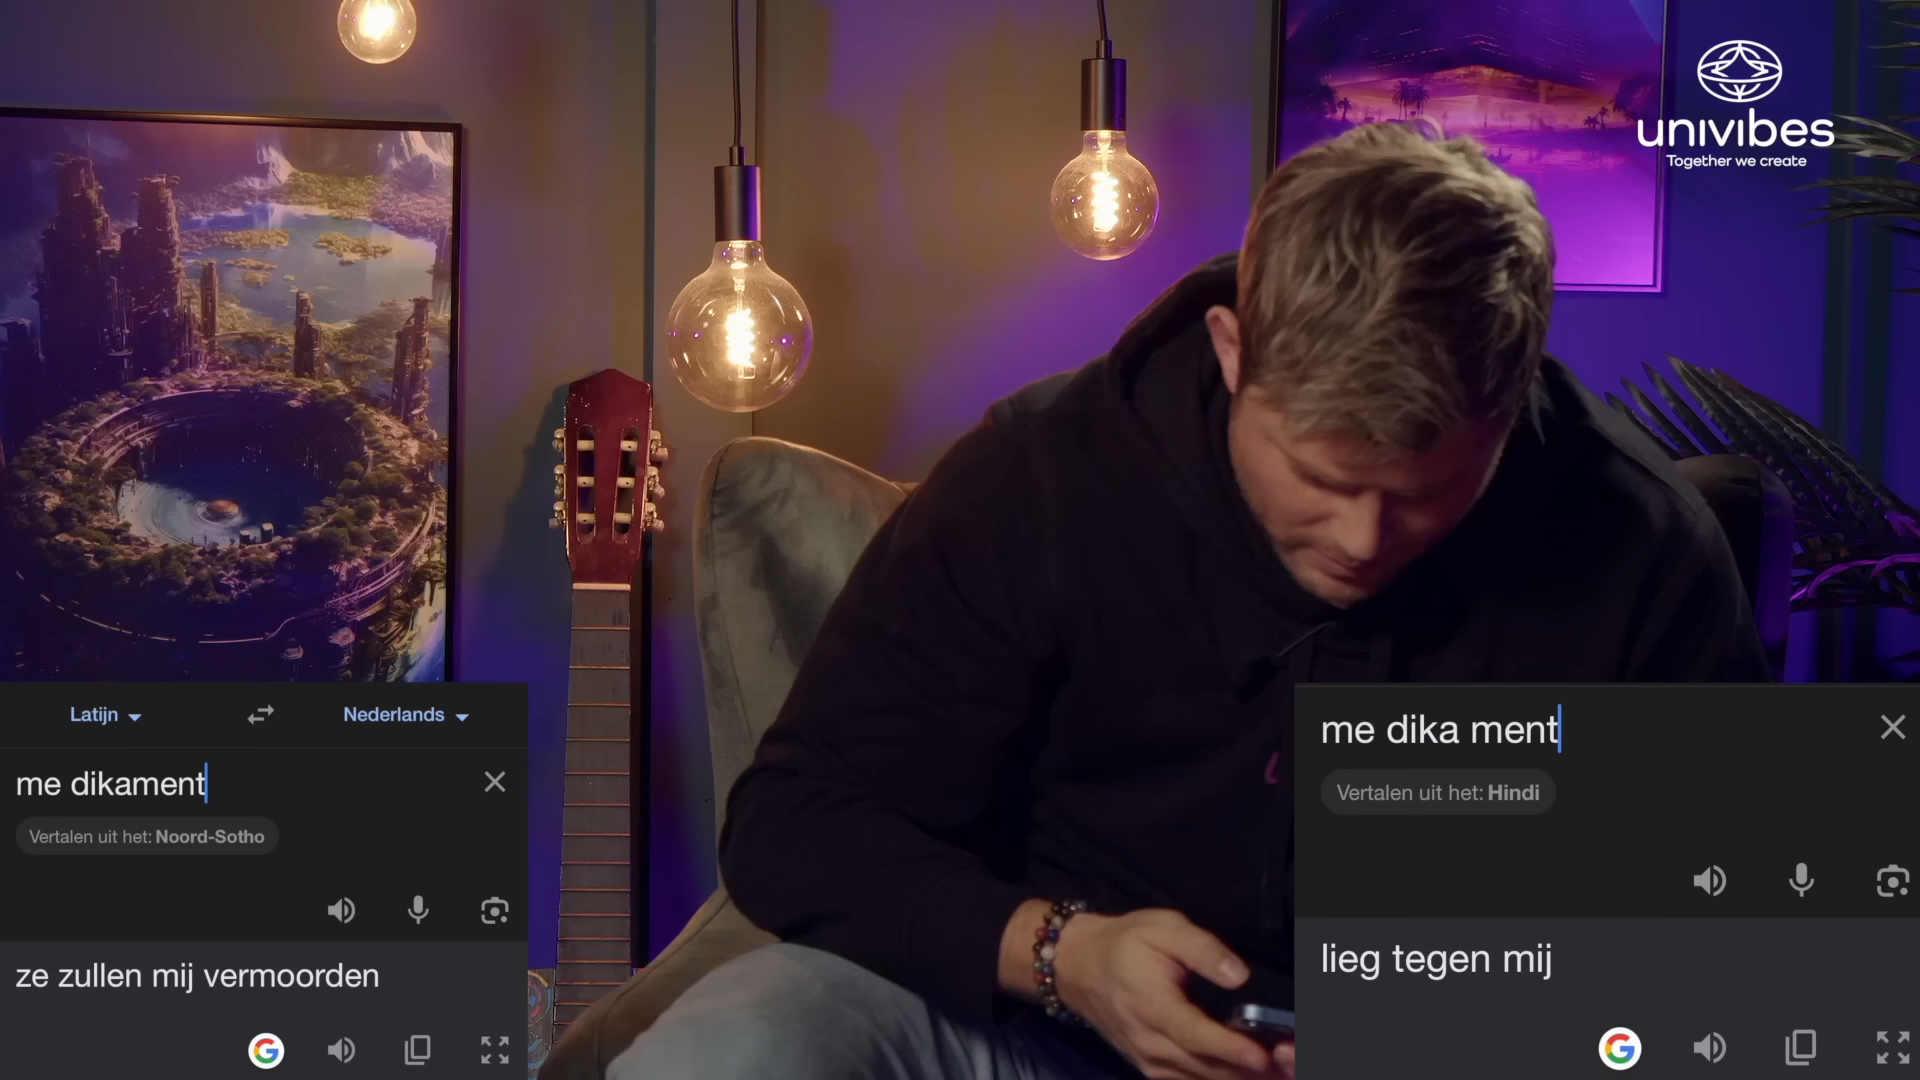 univibes
Together we create
Latijn
Nederlands
me dikament
Vertalen uit het: Noord-Sotho
ze zullen mij vermoorden
me dika ment
Vertalen uit het: Hindi
lieg tegen mij